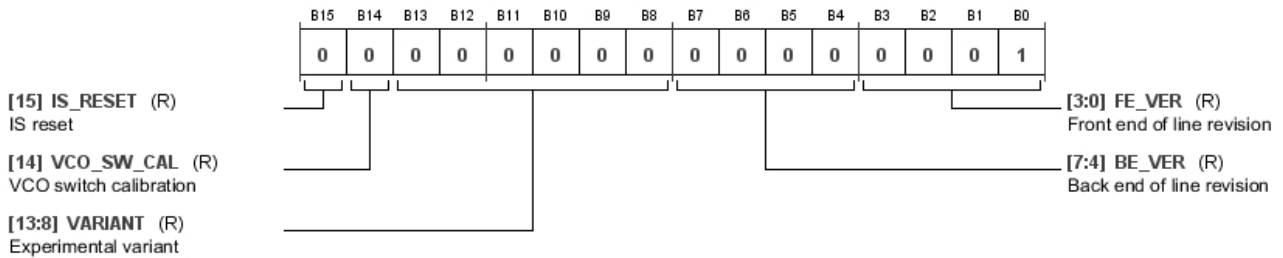 B15 B14 B13 B12 B11 B10 B9 B8 B7 B6 B5 B4 B3 B2 B1 B0
0 0 0 0 0 0 0 0 0 0 0 0 0 0 0 1
[15] IS_RESET (R)
IS reset
[14] VCO_SW_CAL (R)
VCO switch calibration
[13:8] VARIANT (R)
Experimental variant
[3:0] FE_VER (R)
Front end of line revision
[7:4] BE_VER (R)
Back end of line revision